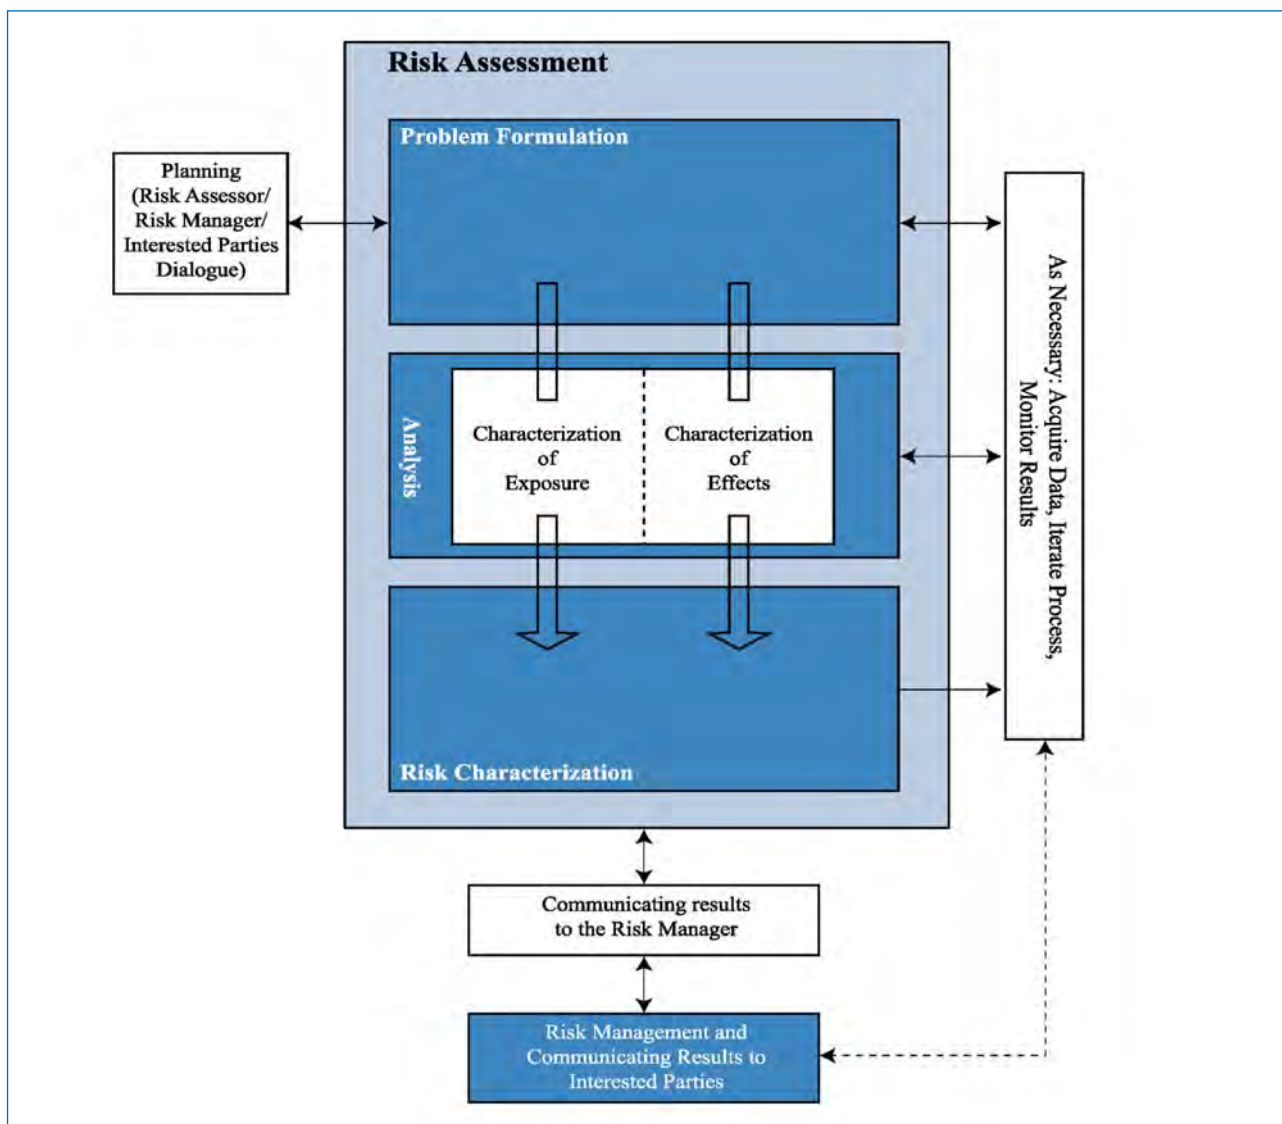 Risk Assessment
Problem Formulation
Planning
(Risk Assessor/
Risk Manager/
Interested Parties
Dialogue)
Analysis
Characterization
of
Exposure
Characterization
of
Effects
As Necessary: Acquire Data, Iterate Process,
Monitor Results
Risk Characterization
Communicating results
to the Risk Manager
Risk Management and
Communicating Results to
Interested Parties